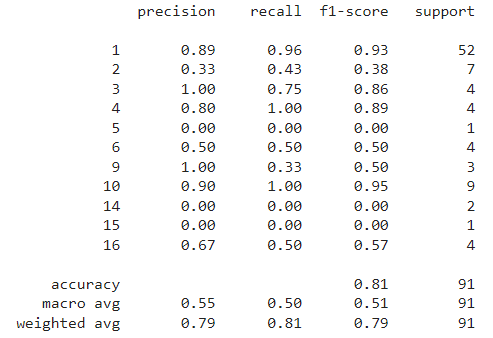 precision recall f1-score support
1 0.89 0.96 0.93 52
2 0.33 0.43 0.38 7
3 1.00 0.75 0.86 4
4 0.80 1.00 0.89 4
5 0.00 0.00 0.00 1
6 0.50 0.50 0.50 4
9 1.00 0.33 0.50 3
10 0.90 1.00 0.95 9
14 0.00 0.00 0.00 2
15 0.00 0.00 0.00 1
16 0.67 0.50 0.57 4
accuracy 0.81 91
macro avg 0.55 0.50 0.51 91
weighted avg 0.79 0.81 0.79 91